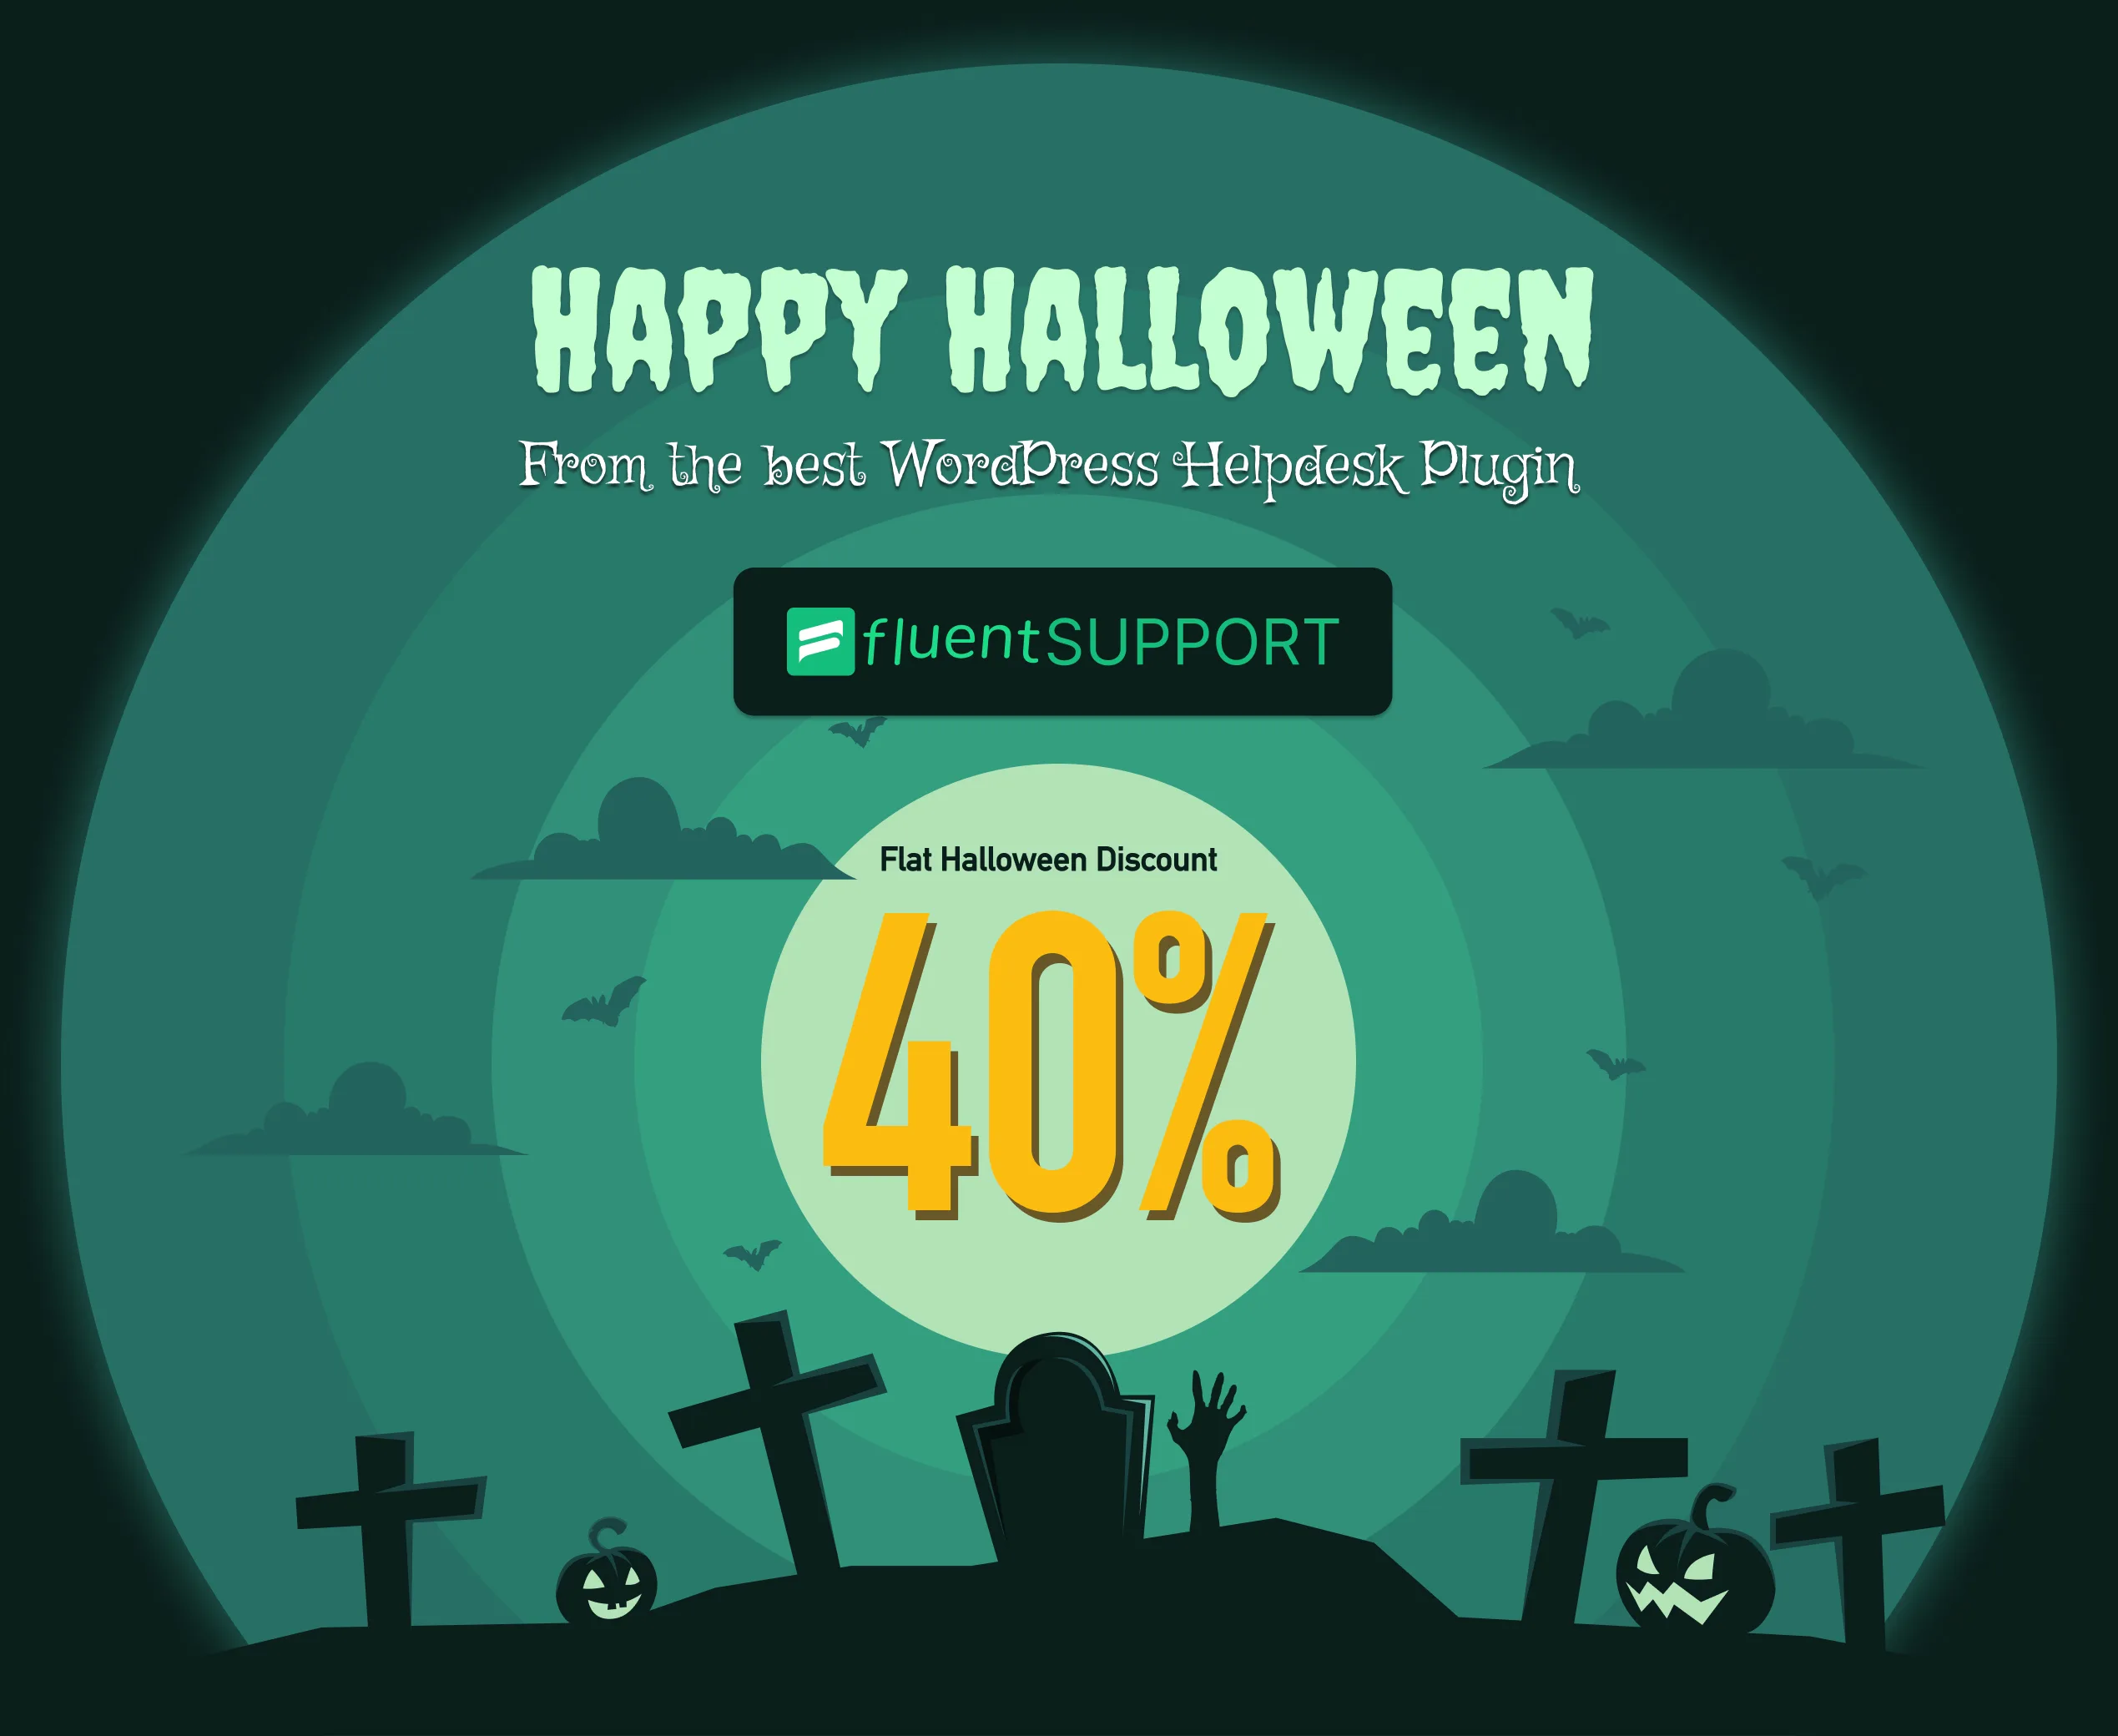 HAPPY HALLOWEEN
From the best WordPress Helpdesk Plugin
fluentSUPPORT
Flat Halloween Discount
40%